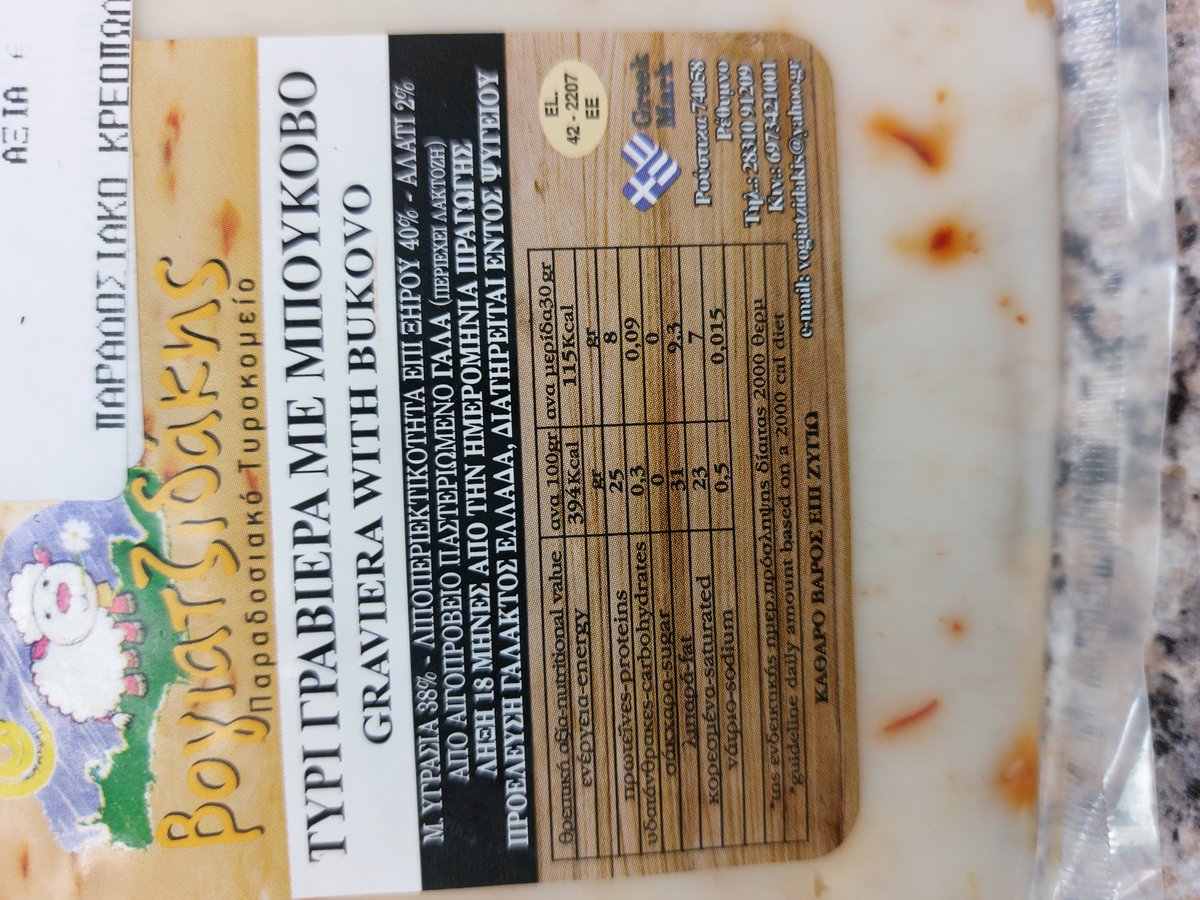 ΑΞΙΑ €
ΠΑΡΑΔΟΣΙΑΚΟ ΚΡΕΟΠΩ
Βογιατζιδάκης
Παραδοσιακό Τυροκομείο
ΤΥΡΙ ΓΡΑΒΙΕΡΑ ΜΕ ΜΠΟΥΚΟΒΟ
GRAVIERA WITH BUKOVO
Μ. ΥΓΡΑΣΙΑ 38% - ΛΙΠΟΠΕΡΙΕΚΤΙΚΟΤΗΤΑ ΕΠΙ ΞΗΡΟΥ 40% - ΑΛΑΤΙ 2%
ΑΠΟ ΑΙΓΟΠΡΟΒΕΙΟ ΠΑΣΤΕΡΙΩΜΕΝΟ ΓΑΛΑ (ΠΕΡΙΕΧΕΙ ΛΑΚΤΟΖΗ)
ΛΗΞΗ 18 ΜΗΝΕΣ ΑΠΟ ΤΗΝ ΗΜΕΡΟΜΗΝΙΑ ΠΡΑΓΩΓΗΣ
ΠΡΟΕΛΕΥΣΗ ΓΑΛΑΚΤΟΣ ΕΛΛΑΔΑ, ΔΙΑΤΗΡΕΙΤΑΙ ΕΝΤΟΣ ΨΥΓΕΙΟΥ
θρεπτική αξία-nutritional value ανα 100gr ανα μερίδα30gr
ενέργεια-energy 394Kcal 115Kcal
gr gr
πρωτεΐνες-proteins 25 8
υδατάνθρακες-carbohydrates 0,3 0,09
σάκχαρα-sugar 0 0
λιπαρά-fat 31 9.3
κορεσμένα-saturated 23 7
νάτριο-sodium 0,5 0,015
*της ενδεικτικής ημερ.πρόσληψης δίαιτας 2000 θερμ
*guideline daily amount based on a 2000 cal diet
ΚΑΘΑΡΟ ΒΑΡΟΣ ΕΠΙ ΖΥΓΙΩ
EL.
42 - 2207
EE
Greek
Mark
Ρούστικα 74058
Ρέθυμνο
Τηλ.: 28310 91209
Κιν: 6973421001
e-mail: vogiatzidakis@yahoo.gr